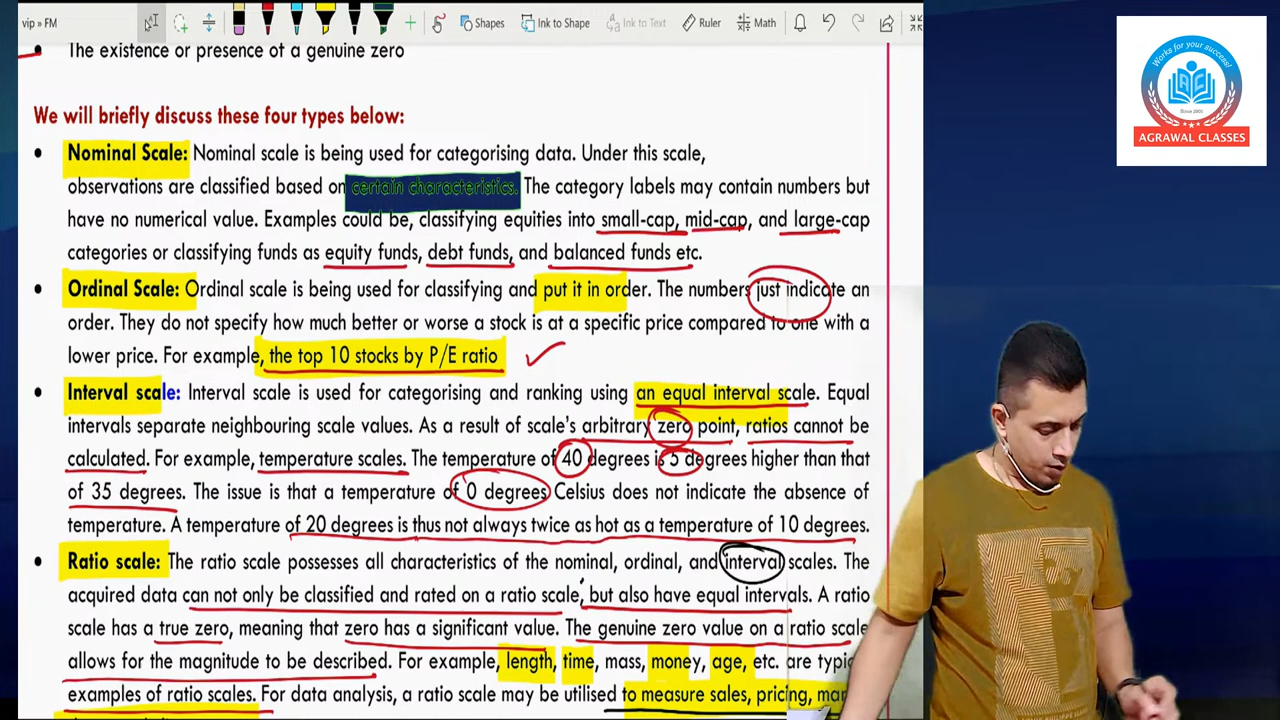 vip » FM
Shapes
Ink to Shape
Ink to Text
Ruler
Math
• The existence or presence of a genuine zero
We will briefly discuss these four types below:
• Nominal Scale: Nominal scale is being used for categorising data. Under this scale,
observations are classified based on certain characteristics. The category labels may contain numbers but
have no numerical value. Examples could be, classifying equities into small-cap, mid-cap, and large-cap
categories or classifying funds as equity funds, debt funds, and balanced funds etc.
• Ordinal Scale: Ordinal scale is being used for classifying and put it in order. The numbers just indicate an
order. They do not specify how much better or worse a stock is at a specific price compared to one with a
lower price. For example, the top 10 stocks by P/E ratio
• Interval scale: Interval scale is used for categorising and ranking using an equal interval scale. Equal
intervals separate neighbouring scale values. As a result of scale's arbitrary zero point, ratios cannot be
calculated. For example, temperature scales. The temperature of 40 degrees is 5 degrees higher than that
of 35 degrees. The issue is that a temperature of 0 degrees Celsius does not indicate the absence of
temperature. A temperature of 20 degrees is thus not always twice as hot as a temperature of 10 degrees.
• Ratio scale: The ratio scale possesses all characteristics of the nominal, ordinal, and interval scales. The
acquired data can not only be classified and rated on a ratio scale, but also have equal intervals. A ratio
scale has a true zero, meaning that zero has a significant value. The genuine zero value on a ratio scale
allows for the magnitude to be described. For example, length, time, mass, money, age, etc. are
examples of ratio scales. For data analysis, a ratio scale may be utilised to measure sales, pricing,
Works for your success!
AC
Since 2001
AGRAWAL CLASSES